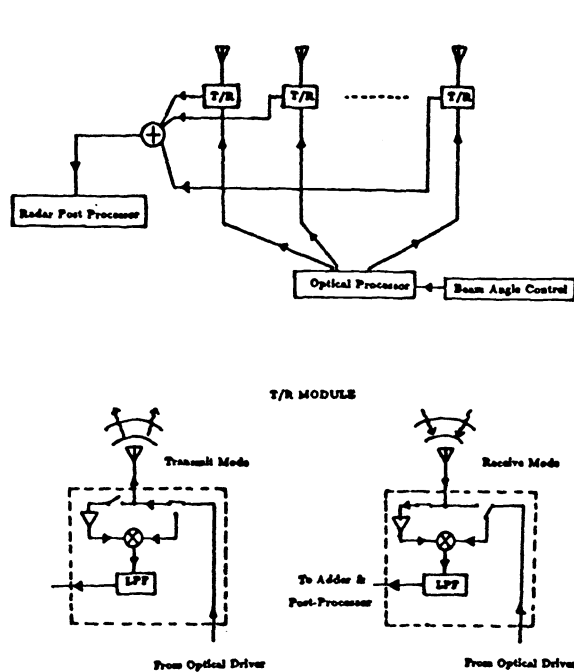 T/R
T/R
T/R
Radar Post Processor
Optical Processor
Beam Angle Control
T/R MODULE
Transmit Mode
Receive Mode
LPF
LPF
To Adder &
Post-Processor
From Optical Driver
From Optical Driver